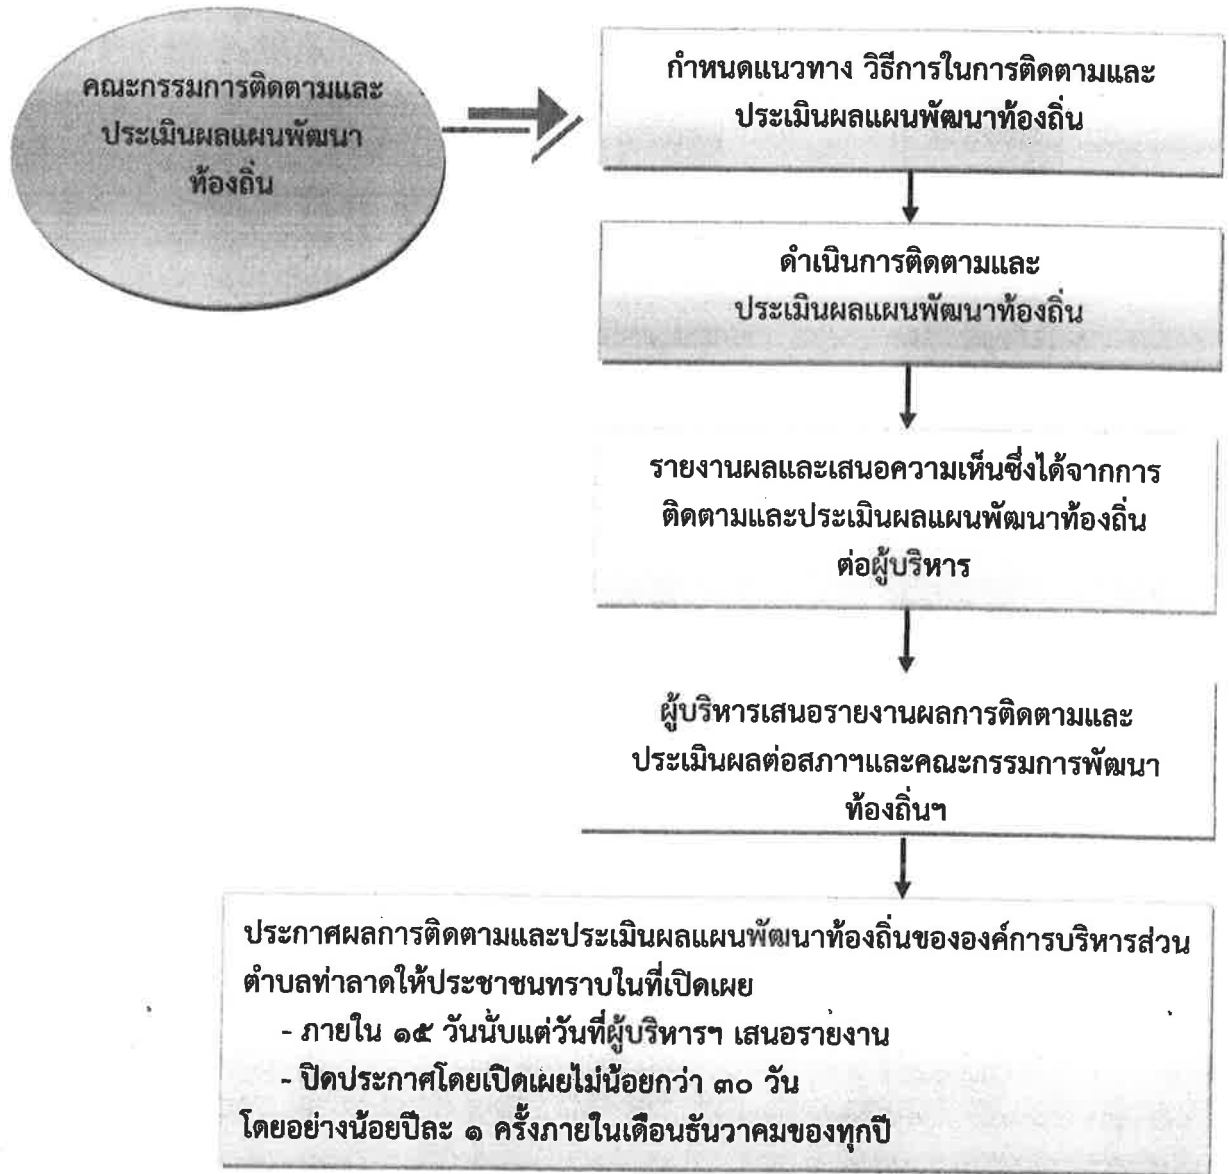 คณะกรรมการติดตามและ
ประเมินผลแผนพัฒนา
ท้องถิ่น
กำหนดแนวทาง วิธีการในการติดตามและ
ประเมินผลแผนพัฒนาท้องถิ่น
ดำเนินการติดตามและ
ประเมินผลแผนพัฒนาท้องถิ่น
รายงานผลและเสนอความเห็นซึ่งได้จากการ
ติดตามและประเมินผลแผนพัฒนาท้องถิ่น
ต่อผู้บริหาร
ผู้บริหารเสนอรายงานผลการติดตามและ
ประเมินผลต่อสภาฯและคณะกรรมการพัฒนา
ท้องถิ่นฯ
ประกาศผลการติดตามและประเมินผลแผนพัฒนาท้องถิ่นขององค์การบริหารส่วน
ตำบลท่าลาดให้ประชาชนทราบในที่เปิดเผย
- ภายใน ๑๕ วันนับแต่วันที่ผู้บริหารฯ เสนอรายงาน
- ปิดประกาศโดยเปิดเผยไม่น้อยกว่า ๓๐ วัน
โดยอย่างน้อยปีละ ๑ ครั้งภายในเดือนธันวาคมของทุกปี